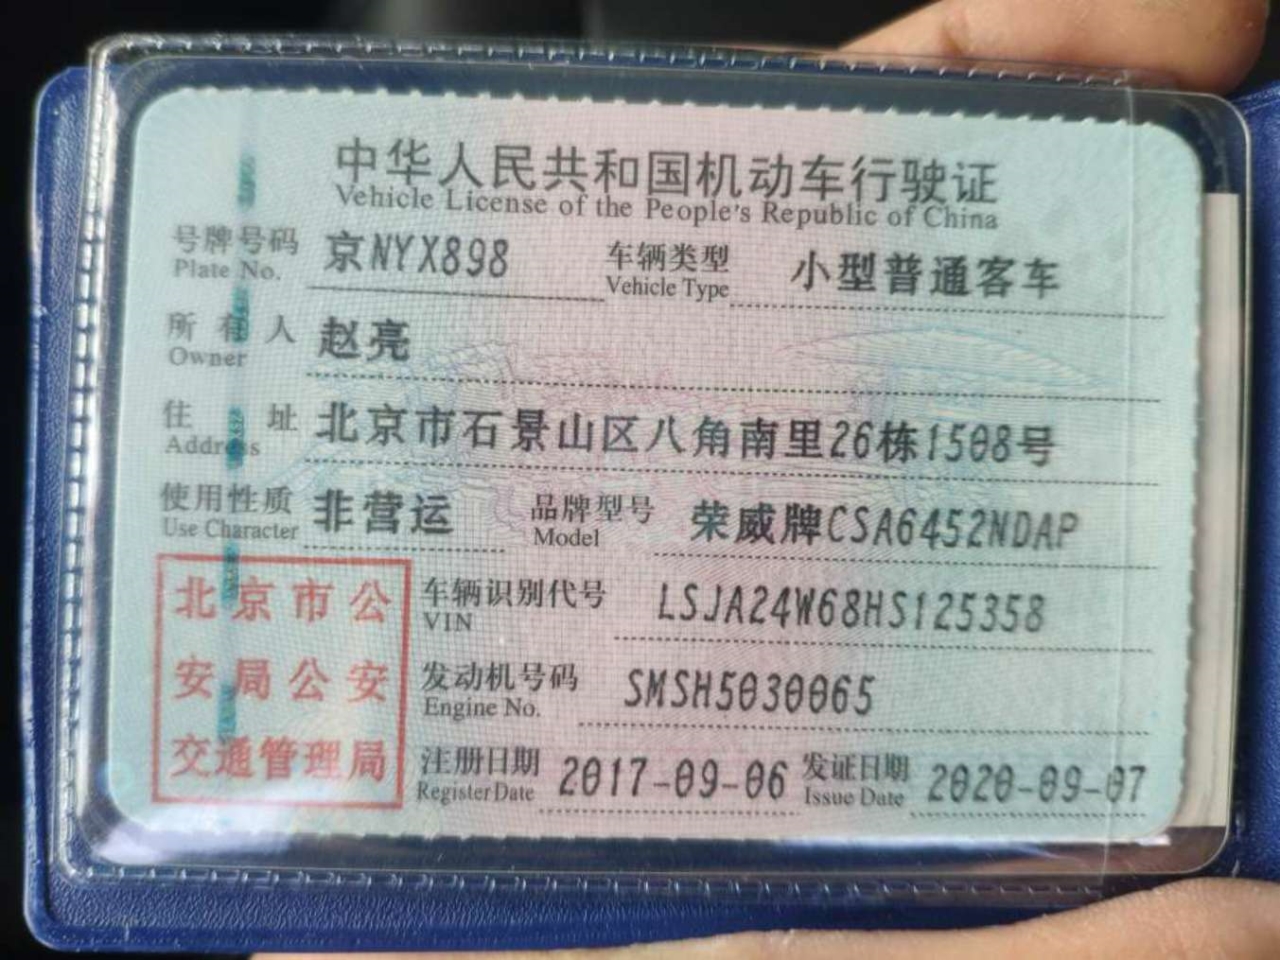 中华人民共和国机动车行驶证
Vehicle License of the People's Republic of China
号牌号码 京NYX898 车辆类型 小型普通客车
Plate No. Vehicle Type
所有人 赵亮
Owner
住址 北京市石景山区八角南里26栋1508号
Address
使用性质 非营运 品牌型号 荣威牌CSA6452NDAP
Use Character Model
北京市公
安局公安
交通管理局
车辆识别代号 LSJA24W68HS125358
VIN
发动机号码 SMSH5030065
Engine No.
注册日期 2017-09-06 发证日期 2020-09-07
Register Date Issue Date